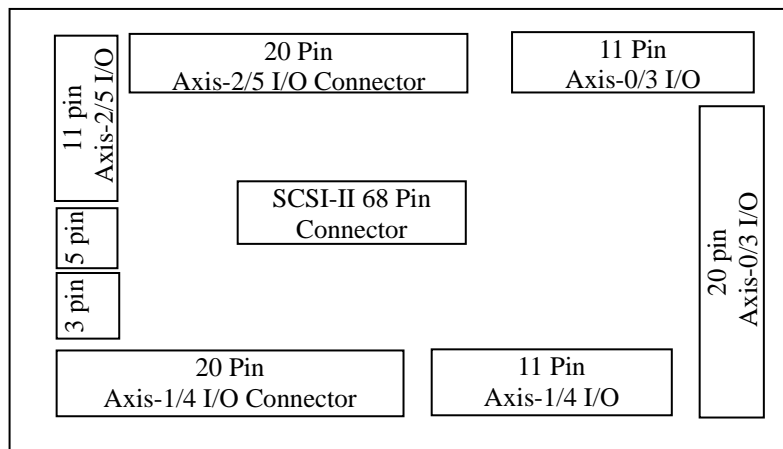 20 Pin
Axis-2/5 I/O Connector
11 Pin
Axis-0/3 I/O
11 pin
Axis-2/5 I/O
SCSI-II 68 Pin
Connector
20 pin
Axis-0/3 I/O
5 pin
3 pin
20 Pin
Axis-1/4 I/O Connector
11 Pin
Axis-1/4 I/O